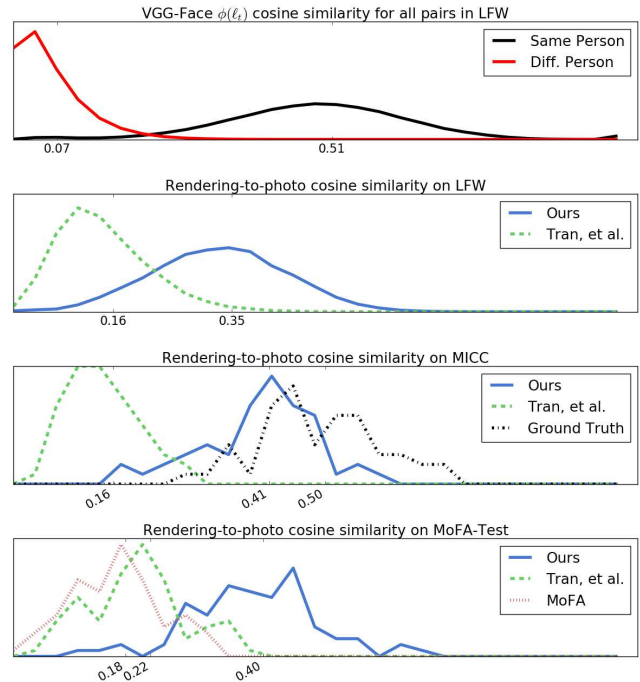 VGG-Face ϕ(ℓ_t) cosine similarity for all pairs in LFW
Same Person
Diff. Person
0.07
0.51
Rendering-to-photo cosine similarity on LFW
Ours
Tran, et al.
0.16
0.35
Rendering-to-photo cosine similarity on MICC
Ours
Tran, et al.
Ground Truth
0.16
0.41
0.50
Rendering-to-photo cosine similarity on MoFA-Test
Ours
Tran, et al.
MoFA
0.18
0.22
0.40